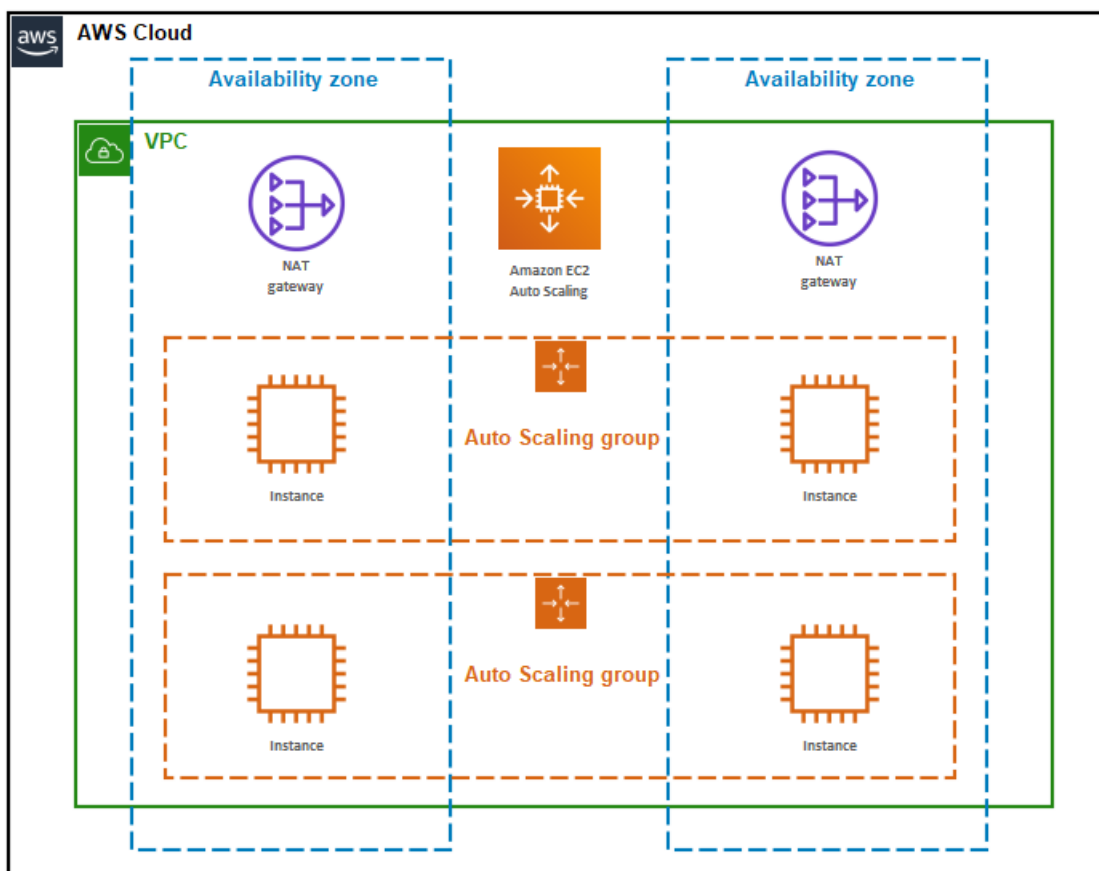 aws
AWS Cloud
Availability zone
Availability zone
VPC
NAT
gateway
Amazon EC2
Auto Scaling
NAT
gateway
Auto Scaling group
Instance
Instance
Auto Scaling group
Instance
Instance